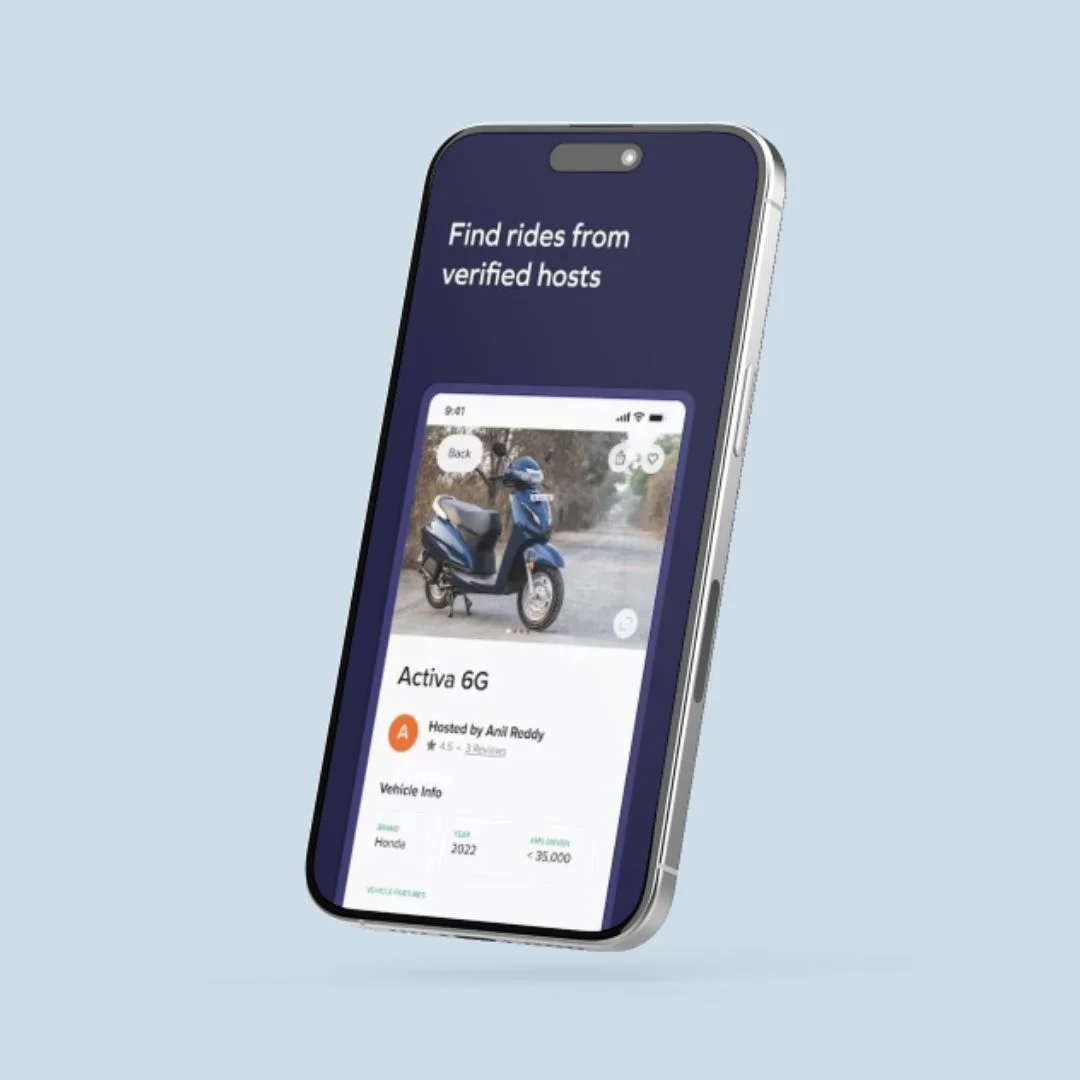 Find rides from
verified hosts
9:41
Back
Activa 6G
A
Hosted by Anil Reddy
★ 4.5 • 3 Reviews
Vehicle Info
BRAND
Honda
YEAR
2022
KMS DRIVEN
< 35,000
VEHICLE FEATURES